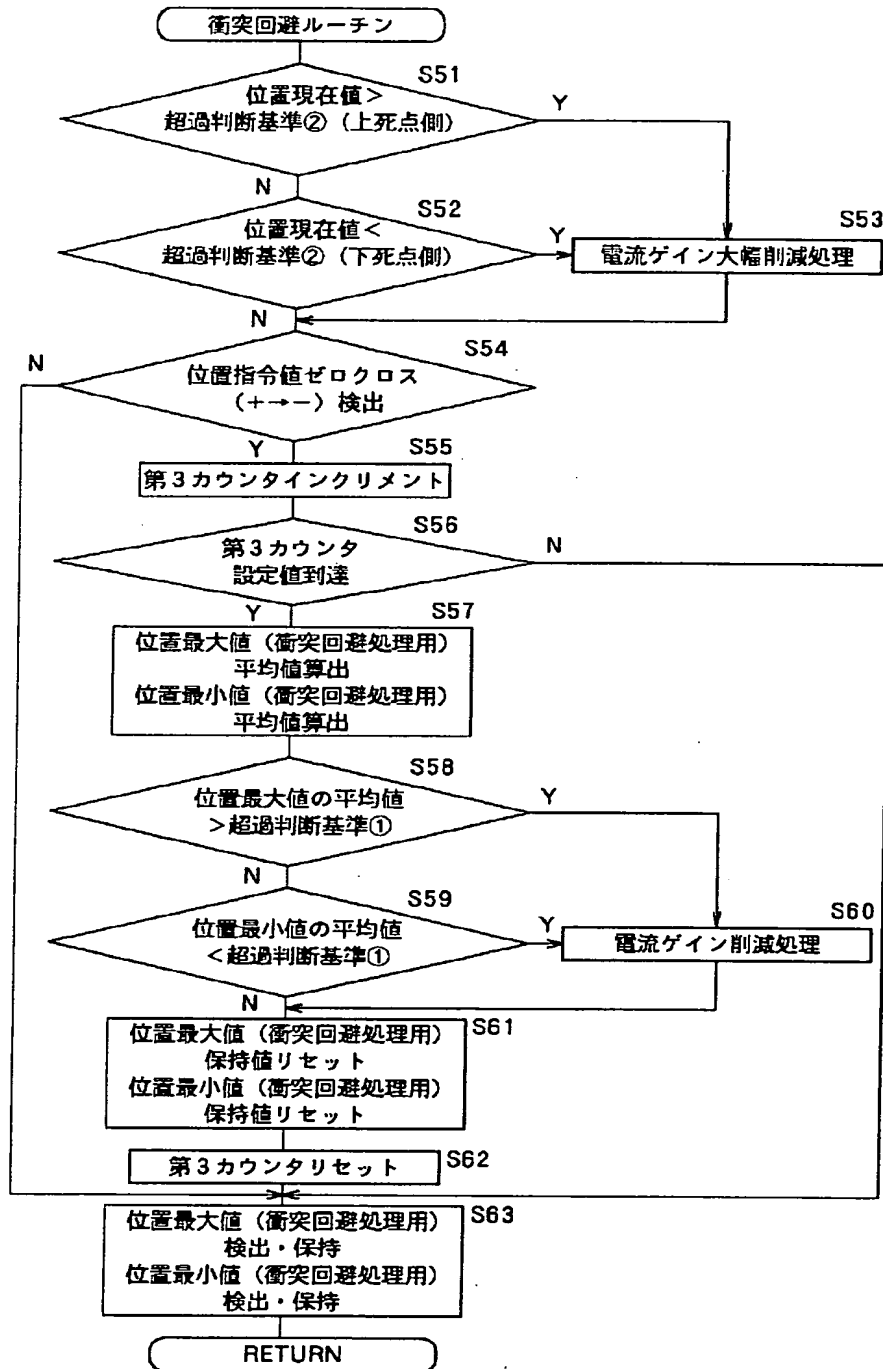 衝突回避ルーチン
S51
位置現在値>
超過判断基準②(上死点側)
Y
N
S52
位置現在値<
超過判断基準②(下死点側)
Y
S53
電流ゲイン大幅削減処理
N
S54
N
位置指令値ゼロクロス
(+→-)検出
Y
S55
第3カウンタインクリメント
S56
第3カウンタ
設定値到達
N
Y
S57
位置最大値(衝突回避処理用)
平均値算出
位置最小値(衝突回避処理用)
平均値算出
S58
位置最大値の平均値
>超過判断基準①
Y
N
S59
位置最小値の平均値
<超過判断基準①
Y
S60
電流ゲイン削減処理
N
S61
位置最大値(衝突回避処理用)
保持値リセット
位置最小値(衝突回避処理用)
保持値リセット
第3カウンタリセット
S62
S63
位置最大値(衝突回避処理用)
検出・保持
位置最小値(衝突回避処理用)
検出・保持
RETURN